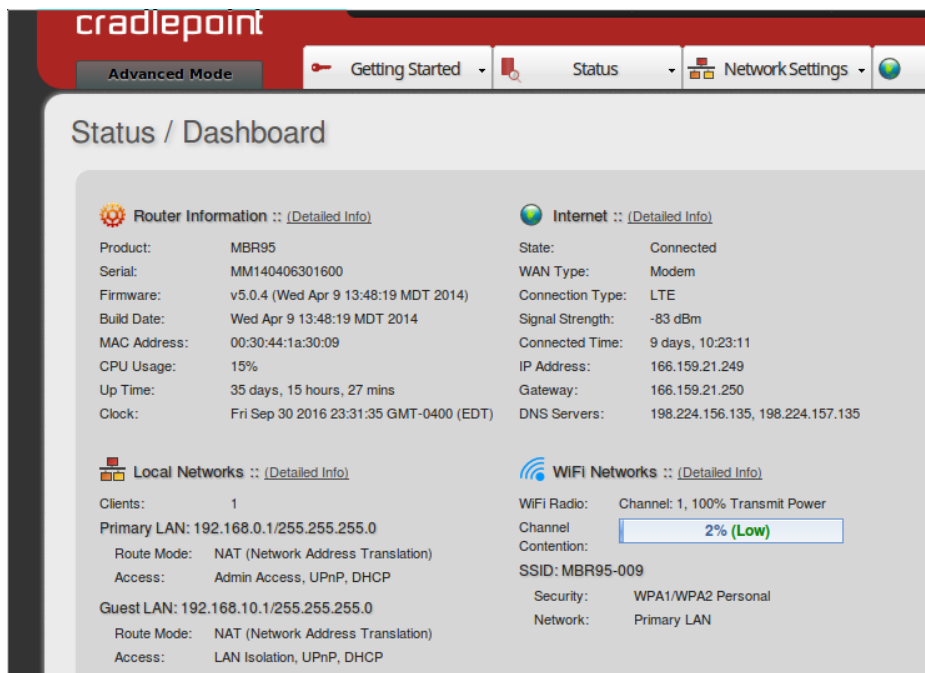 cradlepoint
Advanced Mode
Getting Started
Status
Network Settings
Status / Dashboard
Router Information :: (Detailed Info)
Product: MBR95
Serial: MM140406301600
Firmware: v5.0.4 (Wed Apr 9 13:48:19 MDT 2014)
Build Date: Wed Apr 9 13:48:19 MDT 2014
MAC Address: 00:30:44:1a:30:09
CPU Usage: 15%
Up Time: 35 days, 15 hours, 27 mins
Clock: Fri Sep 30 2016 23:31:35 GMT-0400 (EDT)
Internet :: (Detailed Info)
State: Connected
WAN Type: Modem
Connection Type: LTE
Signal Strength: -83 dBm
Connected Time: 9 days, 10:23:11
IP Address: 166.159.21.249
Gateway: 166.159.21.250
DNS Servers: 198.224.156.135, 198.224.157.135
Local Networks :: (Detailed Info)
Clients: 1
Primary LAN: 192.168.0.1/255.255.255.0
Route Mode: NAT (Network Address Translation)
Access: Admin Access, UPnP, DHCP
Guest LAN: 192.168.10.1/255.255.255.0
Route Mode: NAT (Network Address Translation)
Access: LAN Isolation, UPnP, DHCP
WiFi Networks :: (Detailed Info)
WiFi Radio: Channel: 1, 100% Transmit Power
Channel
Contention: 2% (Low)
SSID: MBR95-009
Security: WPA1/WPA2 Personal
Network: Primary LAN